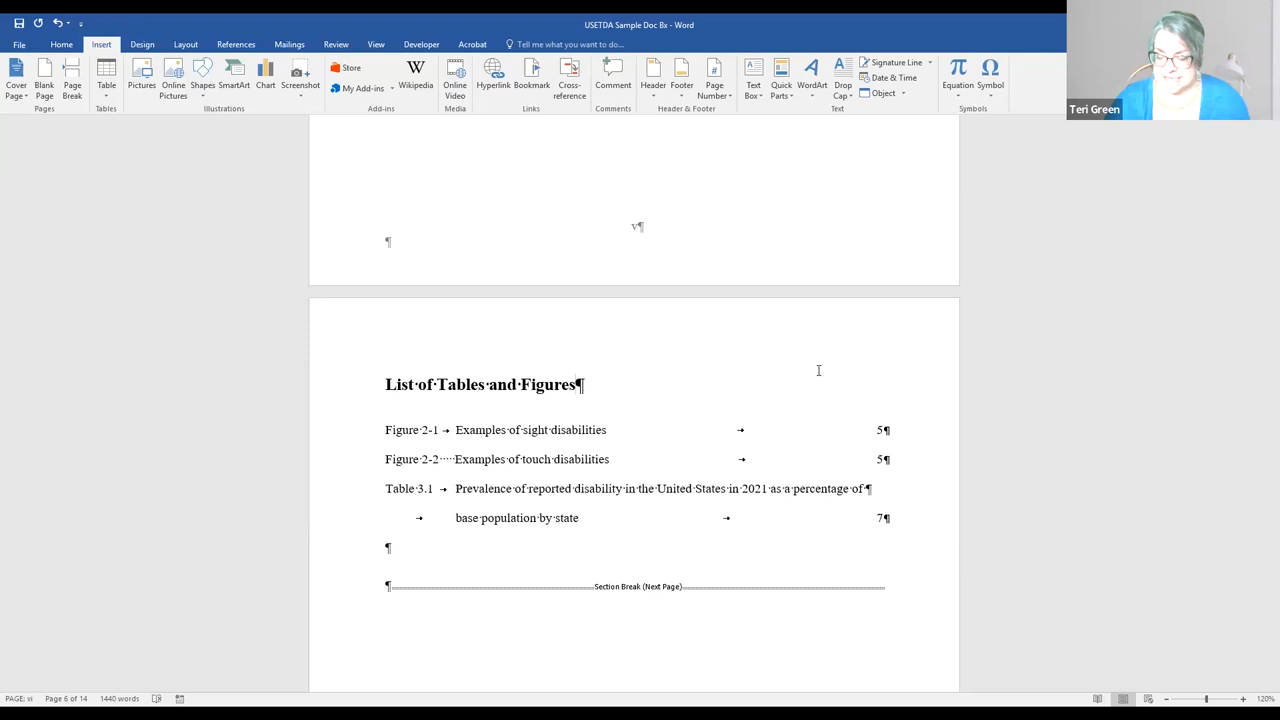 USETDA Sample Doc Bx - Word
File Home Insert Design Layout References Mailings Review View Developer Acrobat Tell me what you want to do...
Cover Page
Blank Page
Page Break
Pages
Table
Tables
Pictures
Online Pictures
Shapes
SmartArt
Chart
Screenshot
Illustrations
Store
My Add-ins
Wikipedia
Add-ins
Online Video
Media
Hyperlink
Bookmark
Cross-reference
Links
Comment
Comments
Header
Footer
Page Number
Header & Footer
Text Box
Quick Parts
WordArt
Drop Cap
Signature Line
Date & Time
Object
Text
Equation
Symbol
Symbols
Teri Green
v¶
¶
List·of·Tables·and·Figures¶
Figure·2-1 → Examples·of·sight·disabilities → 5¶
Figure·2-2·····Examples·of·touch·disabilities → 5¶
Table·3.1 → Prevalence·of·reported·disability·in·the·United·States·in·2021·as·a·percentage·of·¶
→ base·population·by·state → 7¶
¶
¶ Section Break (Next Page)
PAGE: vi Page 6 of 14 1440 words 120%